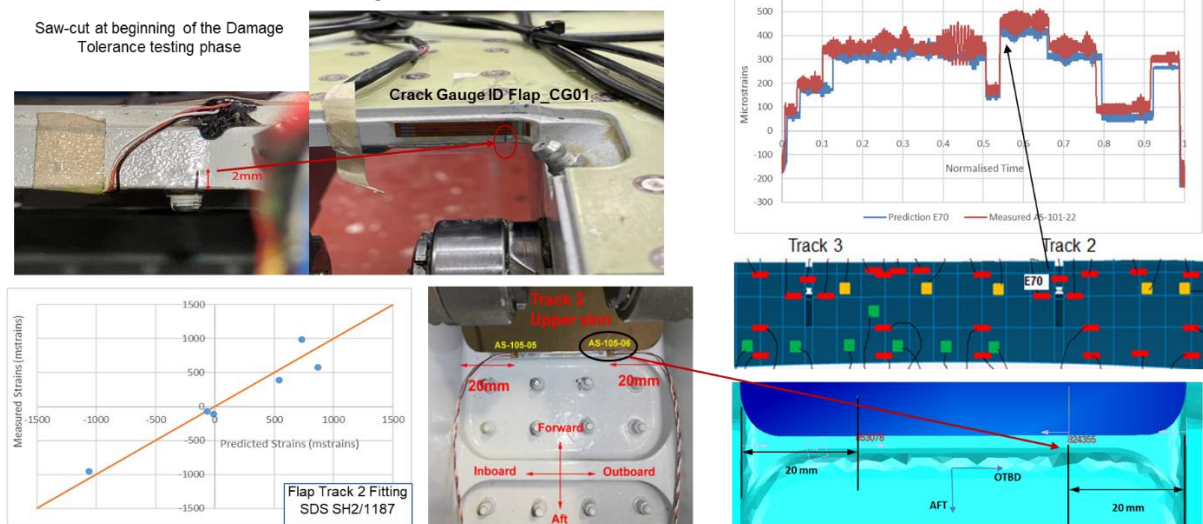 Saw-cut at beginning of the Damage
Tolerance testing phase
2mm
Crack Gauge ID Flap_CG01
Microstrains
500
400
300
200
100
0
-100
-200
-300
0 0.1 0.2 0.3 0.4 0.5 0.6 0.7 0.8 0.9 1
Normalised Time
Prediction E70
Measured AS-101-22
Track 3
Track 2
E70
Measured Strains (mstrains)
1500
1000
500
0
-500
-1000
-1500
-1500 -1000 -500 0 500 1000 1500
Predicted Strains (mstrains)
Flap Track 2 Fitting
SDS SH2/1187
Track 2
Upper skin
AS-105-05
AS-105-06
20mm
20mm
Forward
Inboard
Outboard
Aft
853078
824355
20 mm
OTBD
AFT
20 mm